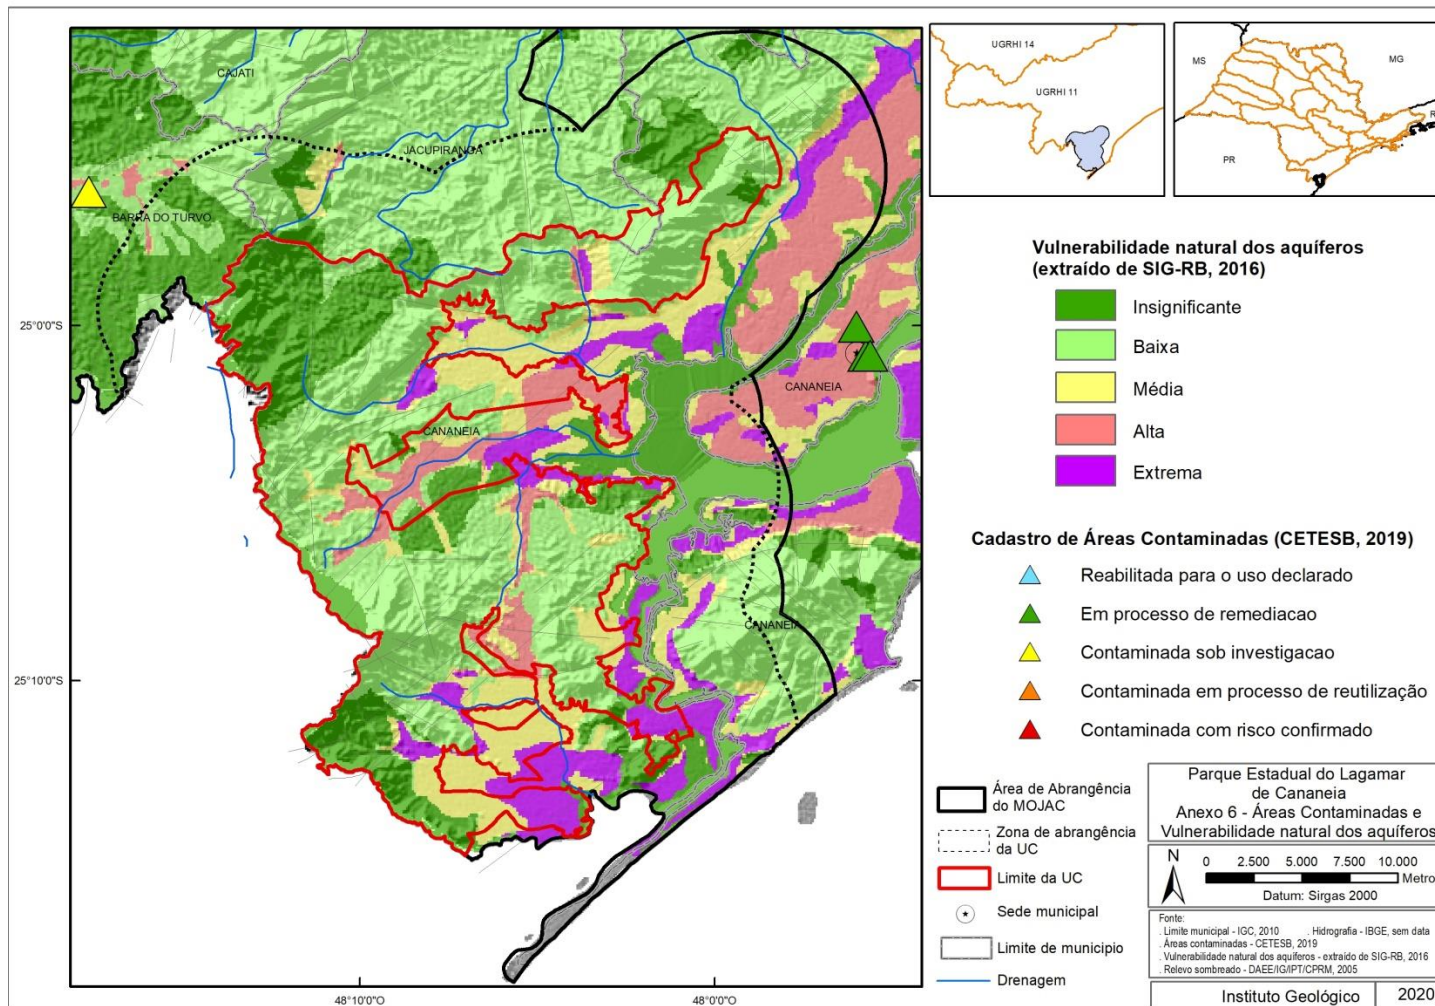 CAJATI
JACUPIRANGA
BARRA DO TURVO
CANANEIA
CANANEIA
CANANEIA
25°0'0"S
25°10'0"S
48°10'0"O
48°0'0"O
UGRHI 14
UGRHI 11
MS
MG
PR
R
Vulnerabilidade natural dos aquíferos
(extraído de SIG-RB, 2016)
Insignificante
Baixa
Média
Alta
Extrema
Cadastro de Áreas Contaminadas (CETESB, 2019)
Reabilitada para o uso declarado
Em processo de remediacao
Contaminada sob investigacao
Contaminada em processo de reutilização
Contaminada com risco confirmado
Área de Abrangência
do MOJAC
Zona de abrangência
da UC
Limite da UC
Sede municipal
Limite de municipio
Drenagem
Parque Estadual do Lagamar
de Cananeia
Anexo 6 - Áreas Contaminadas e
Vulnerabilidade natural dos aquíferos
N
0 2.500 5.000 7.500 10.000
Metro
Datum: Sirgas 2000
Fonte:
. Limite municipal - IGC, 2010 . Hidrografia - IBGE, sem data
. Áreas contaminadas - CETESB, 2019
. Vulnerabilidade natural dos aquíferos - extraído de SIG-RB, 2016
. Relevo sombreado - DAEE/IG/IPT/CPRM, 2005
Instituto Geológico 2020